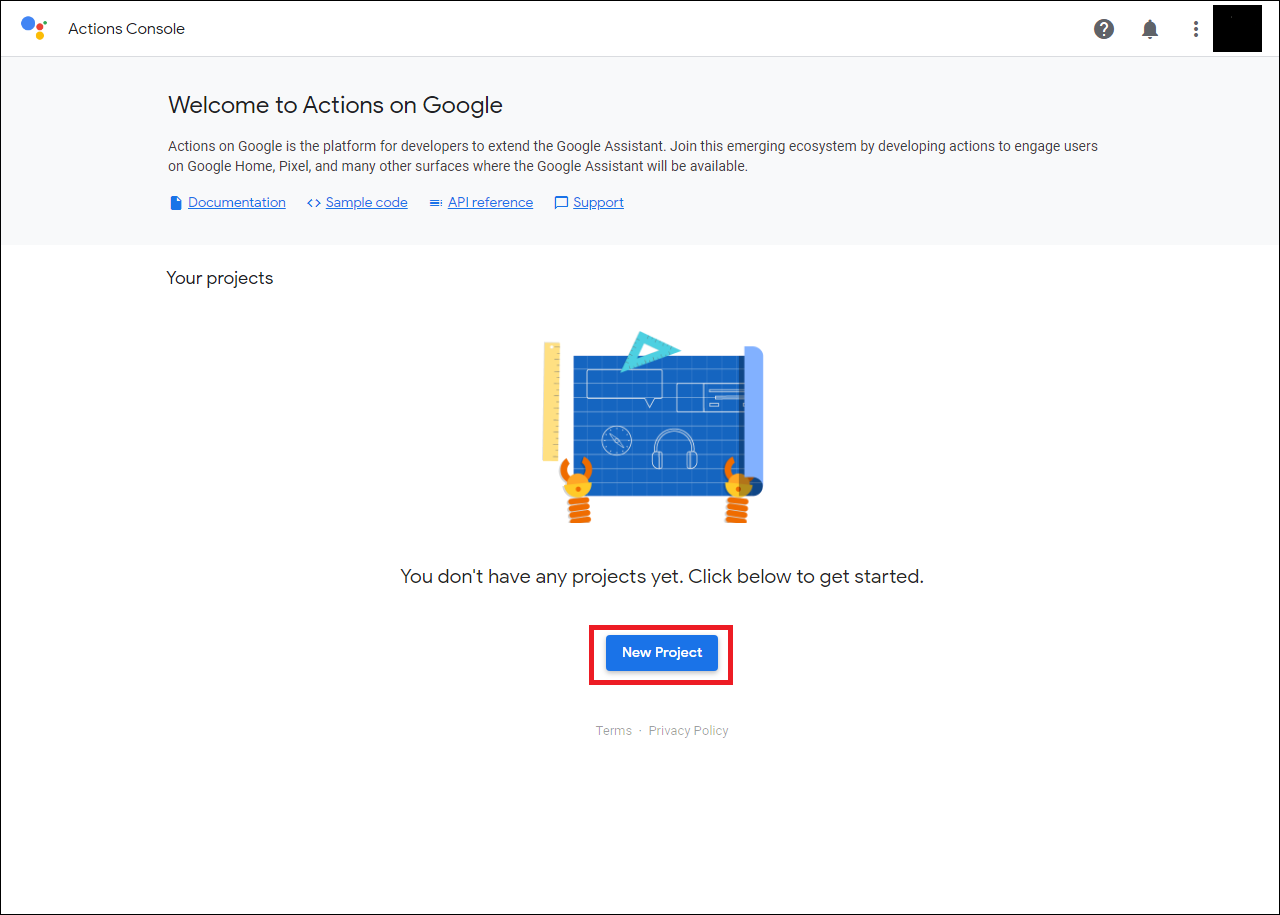 Actions Console
Welcome to Actions on Google
Actions on Google is the platform for developers to extend the Google Assistant. Join this emerging ecosystem by developing actions to engage users
on Google Home, Pixel, and many other surfaces where the Google Assistant will be available.
Documentation Sample code API reference Support
Your projects
You don't have any projects yet. Click below to get started.
New Project
Terms · Privacy Policy